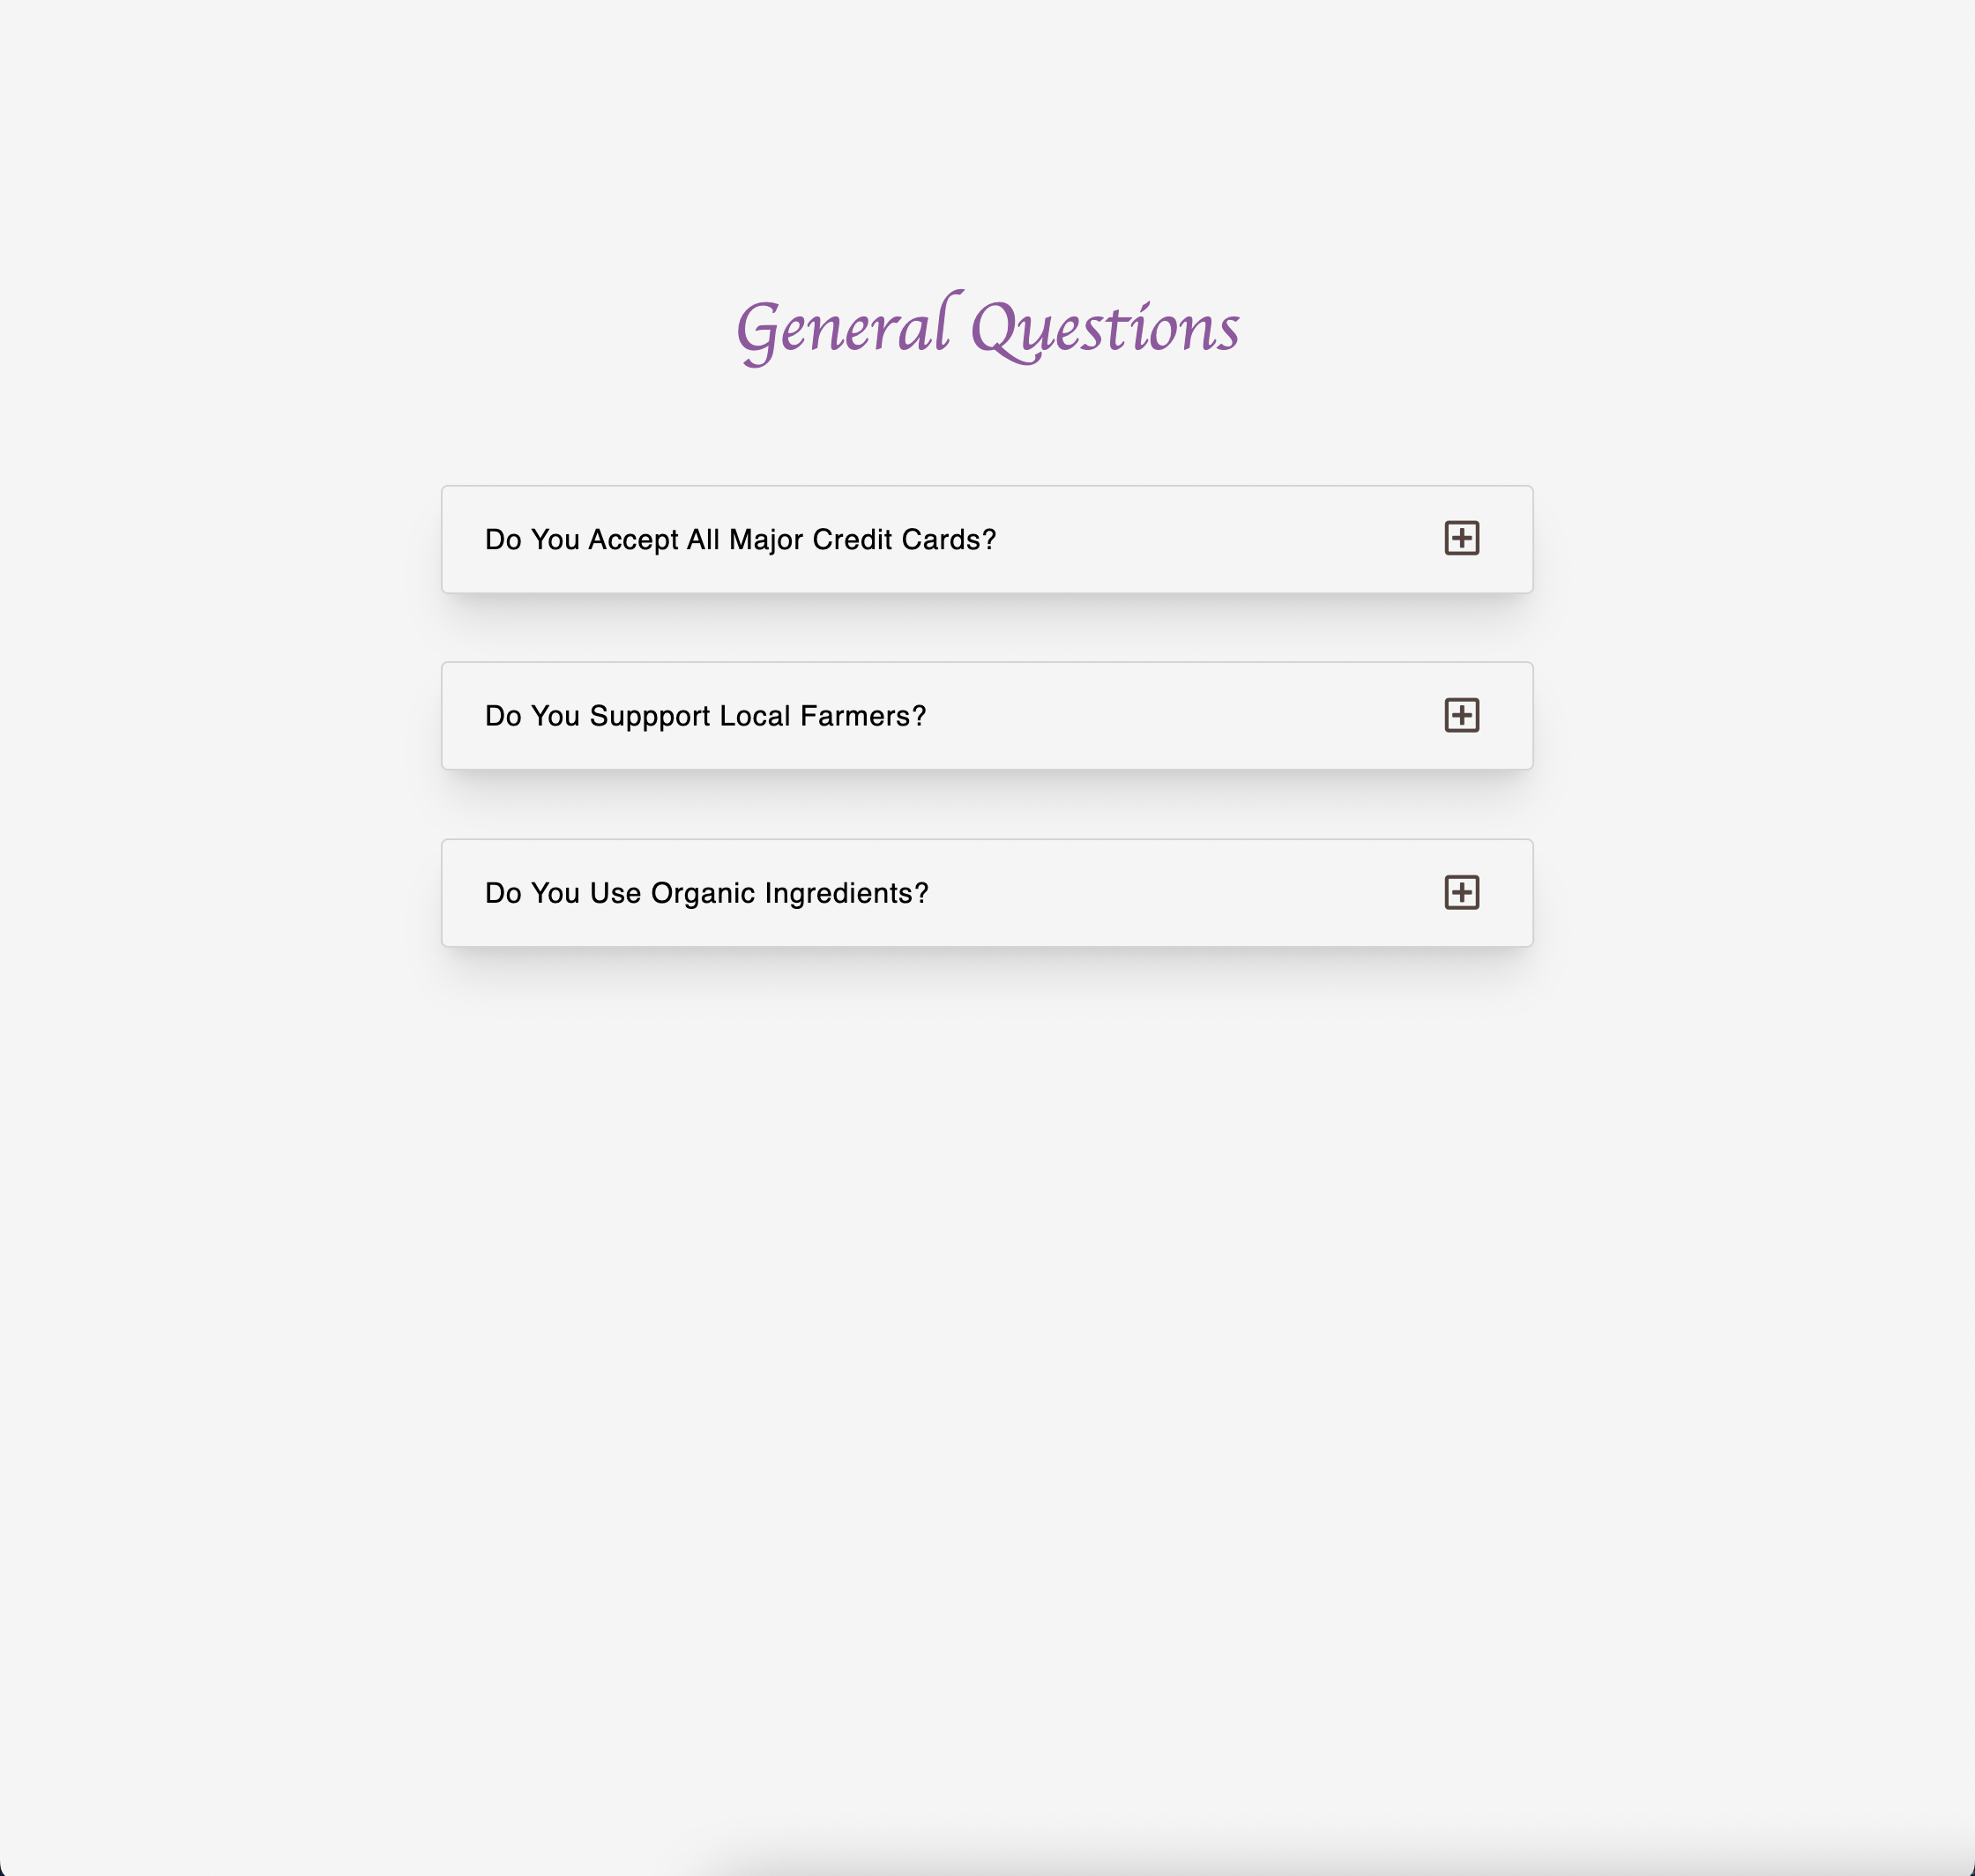 General Questions
Do You Accept All Major Credit Cards?
Do You Suppport Local Farmers?
Do You Use Organic Ingredients?